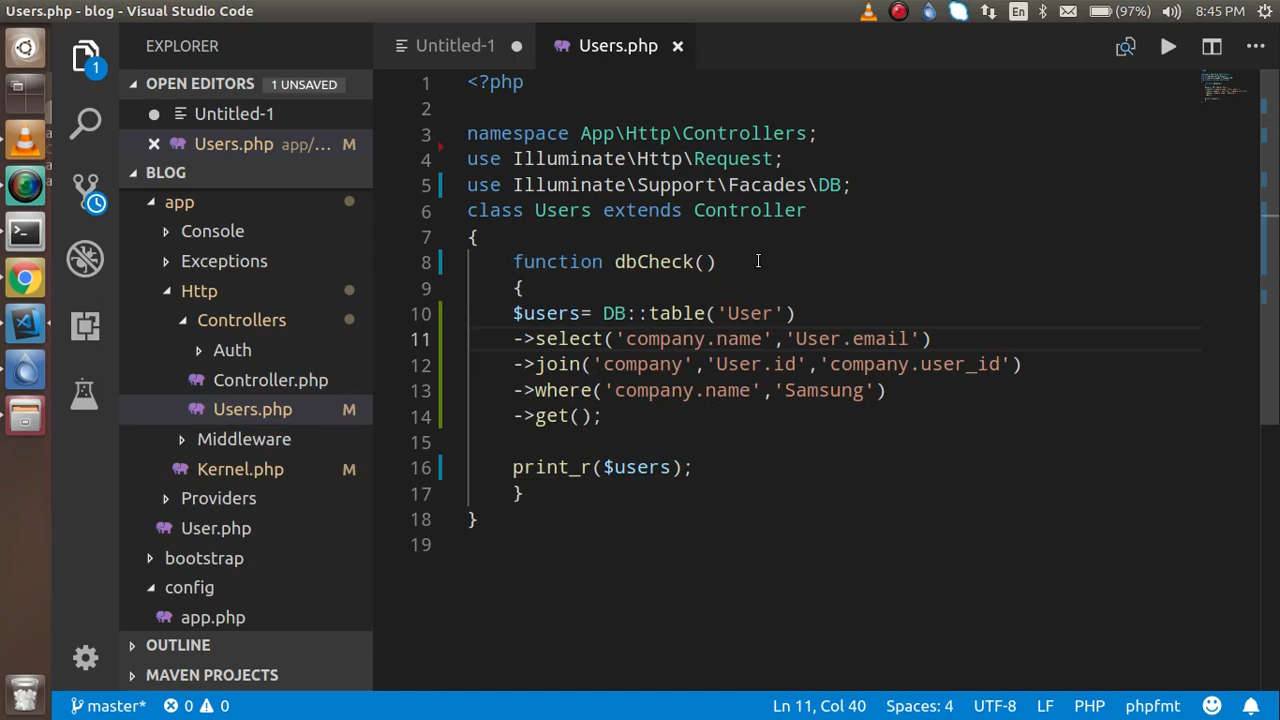 Users.php - blog - Visual Studio Code
En
(97%)
8:45 PM
EXPLORER
Untitled-1
Users.php
OPEN EDITORS 1 UNSAVED
Untitled-1
Users.php app/... M
BLOG
app
Console
Exceptions
Http
Controllers
Auth
Controller.php
Users.php M
Middleware
Kernel.php M
Providers
User.php
bootstrap
config
app.php
OUTLINE
MAVEN PROJECTS
1
1 <?php
2
3 namespace App\Http\Controllers;
4 use Illuminate\Http\Request;
5 use Illuminate\Support\Facades\DB;
6 class Users extends Controller
7 {
8 function dbCheck()
9 {
10 $users= DB::table('User')
11 ->select('company.name','User.email')
12 ->join('company','User.id','company.user_id')
13 ->where('company.name','Samsung')
14 ->get();
15
16 print_r($users);
17 }
18 }
19
master* 0 0 Ln 11, Col 40 Spaces: 4 UTF-8 LF PHP phpfmt